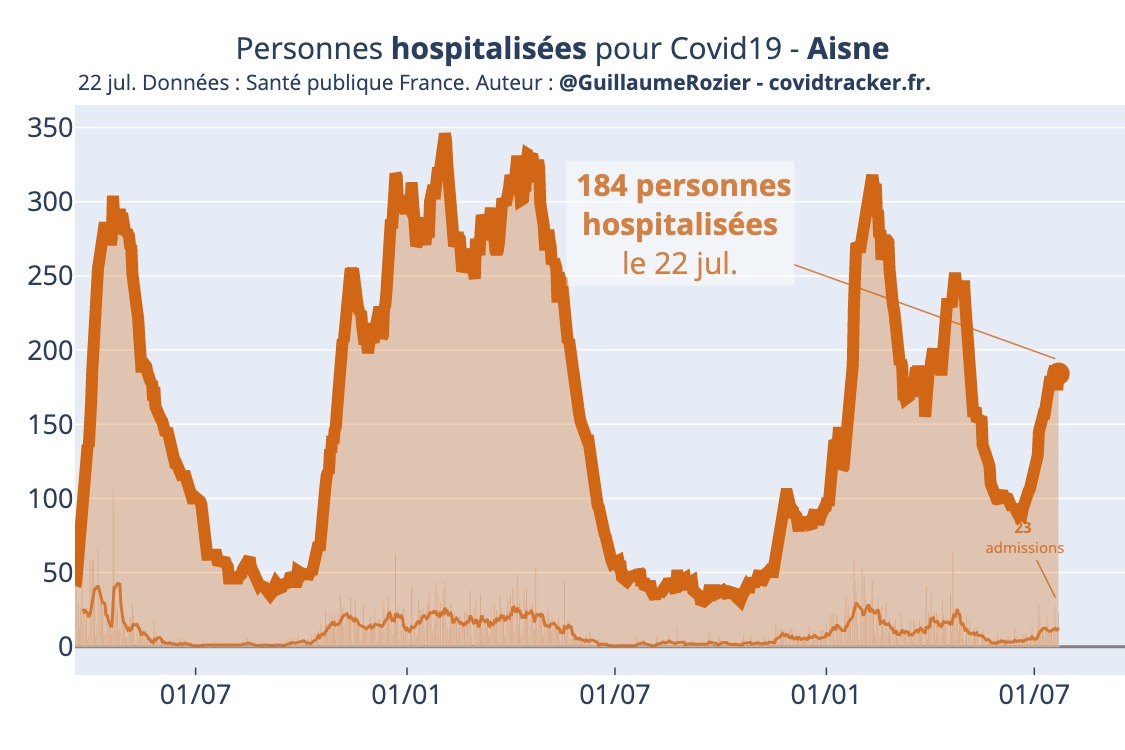 Personnes hospitalisées pour Covid19 - Aisne
22 jul. Données : Santé publique France. Auteur : @GuillaumeRozier - covidtracker.fr.
350
300
250
200
150
100
50
0
184 personnes
hospitalisées
le 22 jul.
23
admissions
01/07
01/01
01/07
01/01
01/07